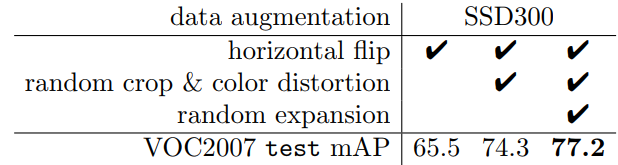 data augmentation SSD300
horizontal flip ✔ ✔ ✔
random crop & color distortion ✔ ✔
random expansion ✔
VOC2007 test mAP 65.5 74.3 77.2